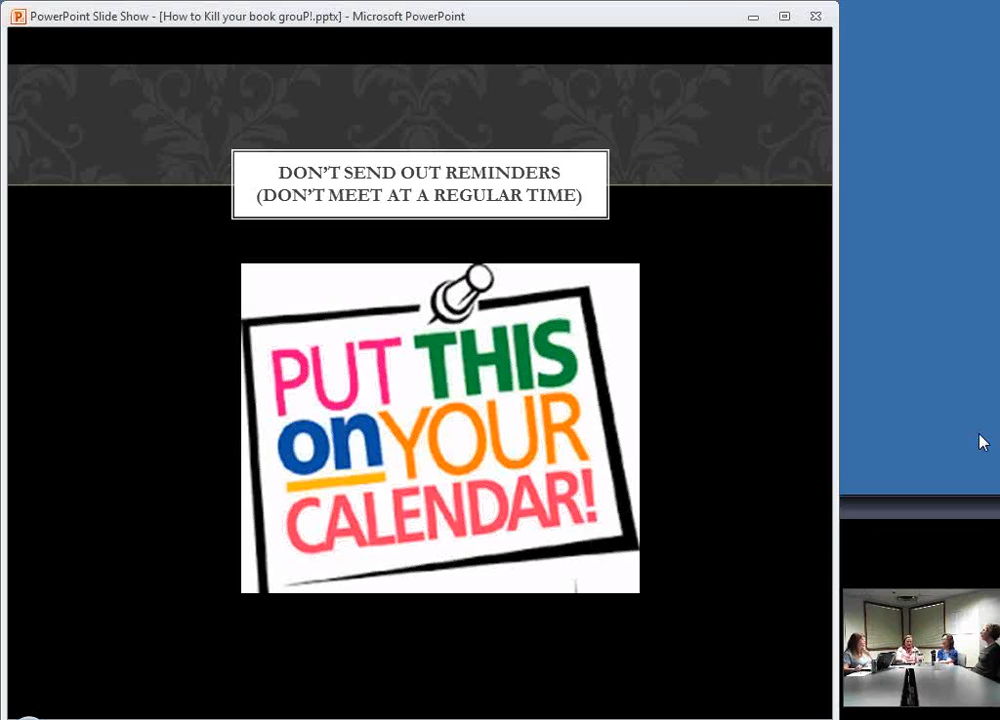 PowerPoint Slide Show - [How to Kill your book grouP!.pptx] - Microsoft PowerPoint
DON'T SEND OUT REMINDERS
(DON'T MEET AT A REGULAR TIME)
PUT THIS
on YOUR
CALENDAR!